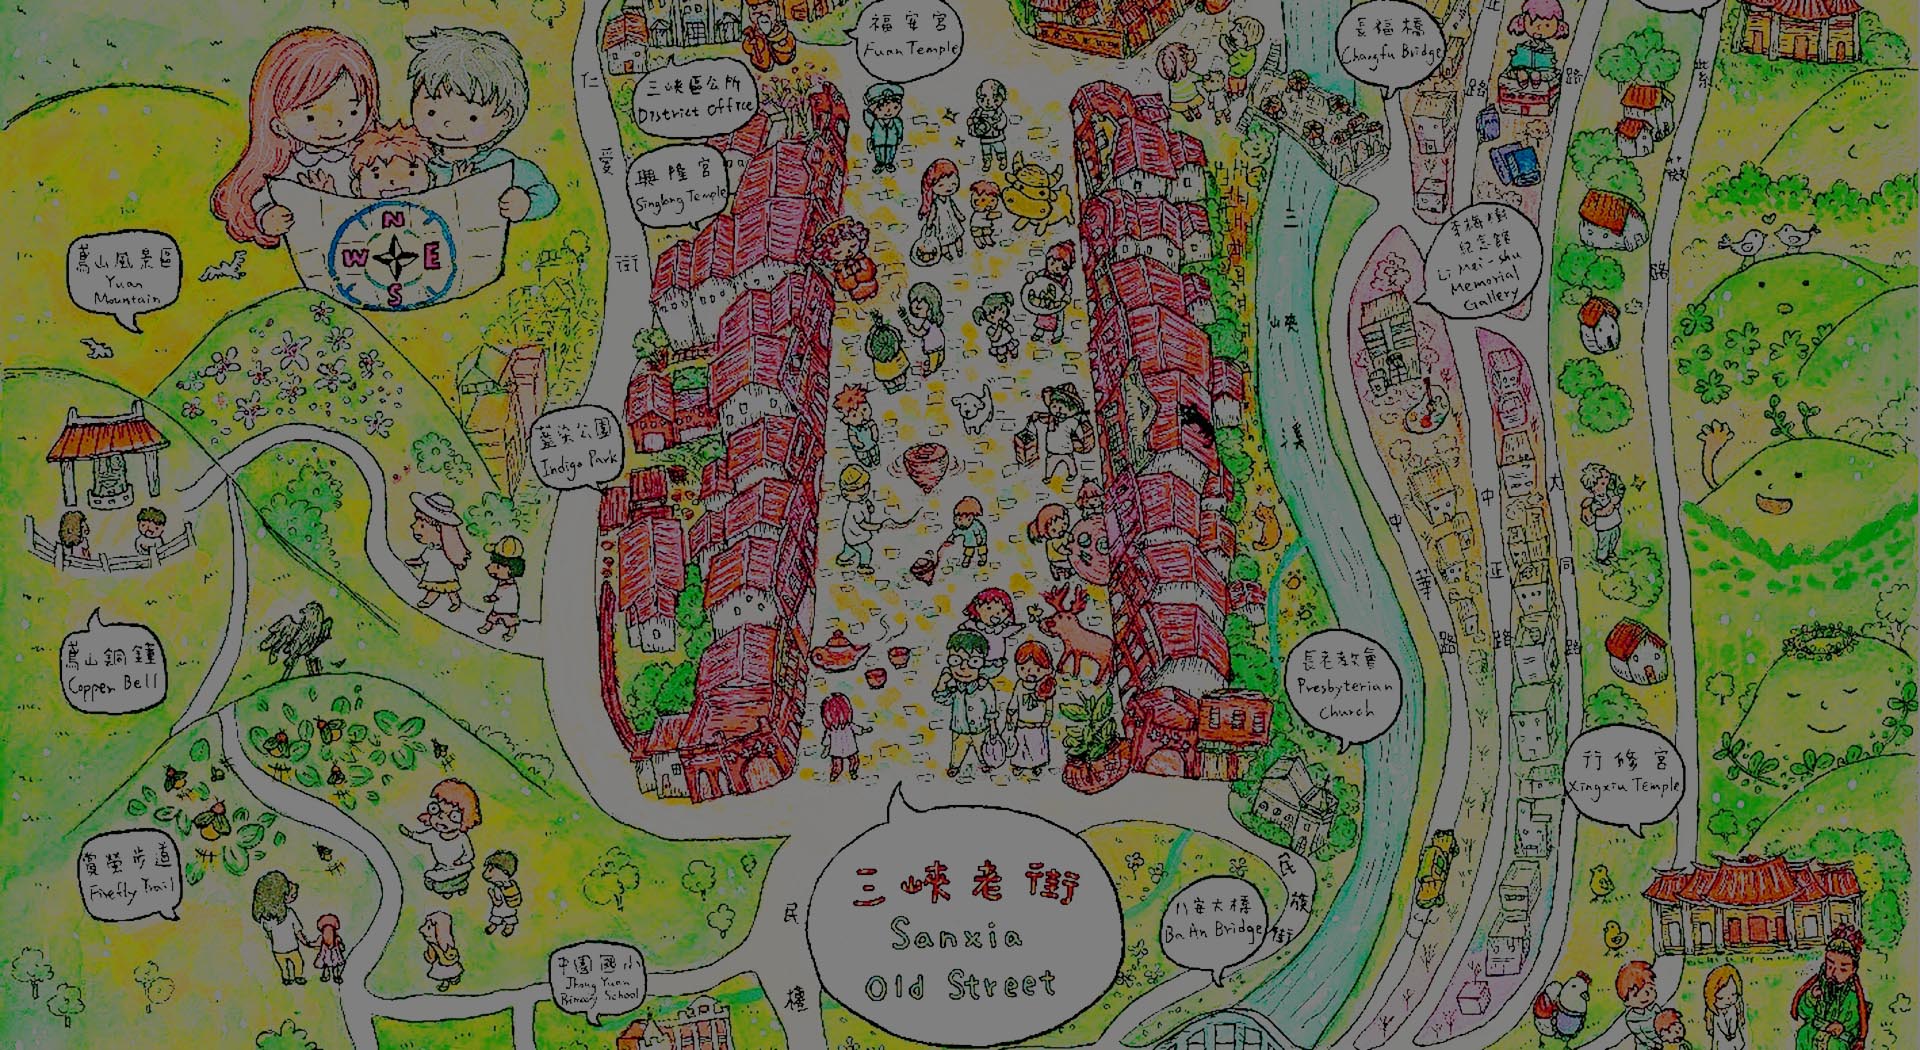 福安宮
Fuan Temple
長福橋
Changfu Bridge
三峽區公所
District Office
興隆宮
Singlong Temple
鳶山風景區
Yuan
Mountain
N
W E
S
李梅樹
紀念館
Li Mei-shu
Memorial
Gallery
藍染公園
Indigo Park
鳶山銅鐘
Copper Bell
長老教會
Presbyterian
Church
行修宮
Xingxiu Temple
賞螢步道
Firefly Trail
三峽老街
Sanxia
Old Street
八安大橋
Ba An Bridge
中園國小
Jhong Yuan
Primary School
仁愛街
三峽溪
中華路
中正路
大同路
民族街
民權